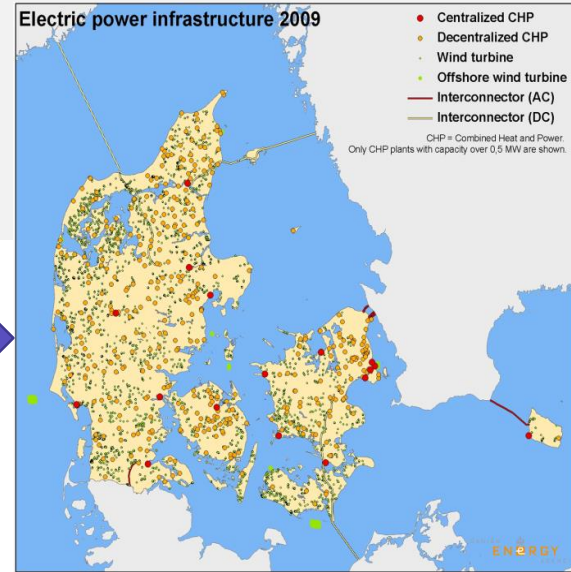 Electric power infrastructure 2009
Centralized CHP
Decentralized CHP
Wind turbine
Offshore wind turbine
Interconnector (AC)
Interconnector (DC)
CHP = Combined Heat and Power.
Only CHP plants with capacity over 0,5 MW are shown.
ENERGY